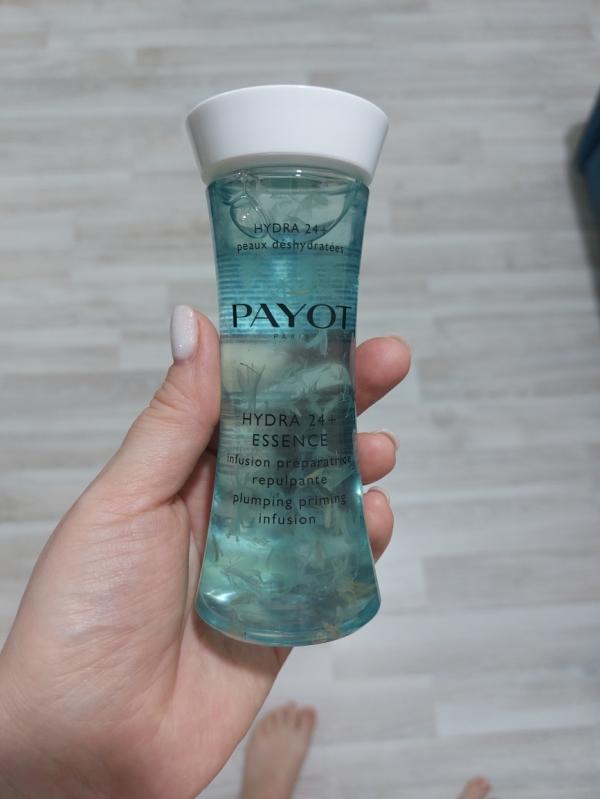 HYDRA 24+
peaux déshydratées
PAYOT
PARIS
HYDRA 24+
ESSENCE
infusion préparatrice
repulpante
plumping priming
infusion